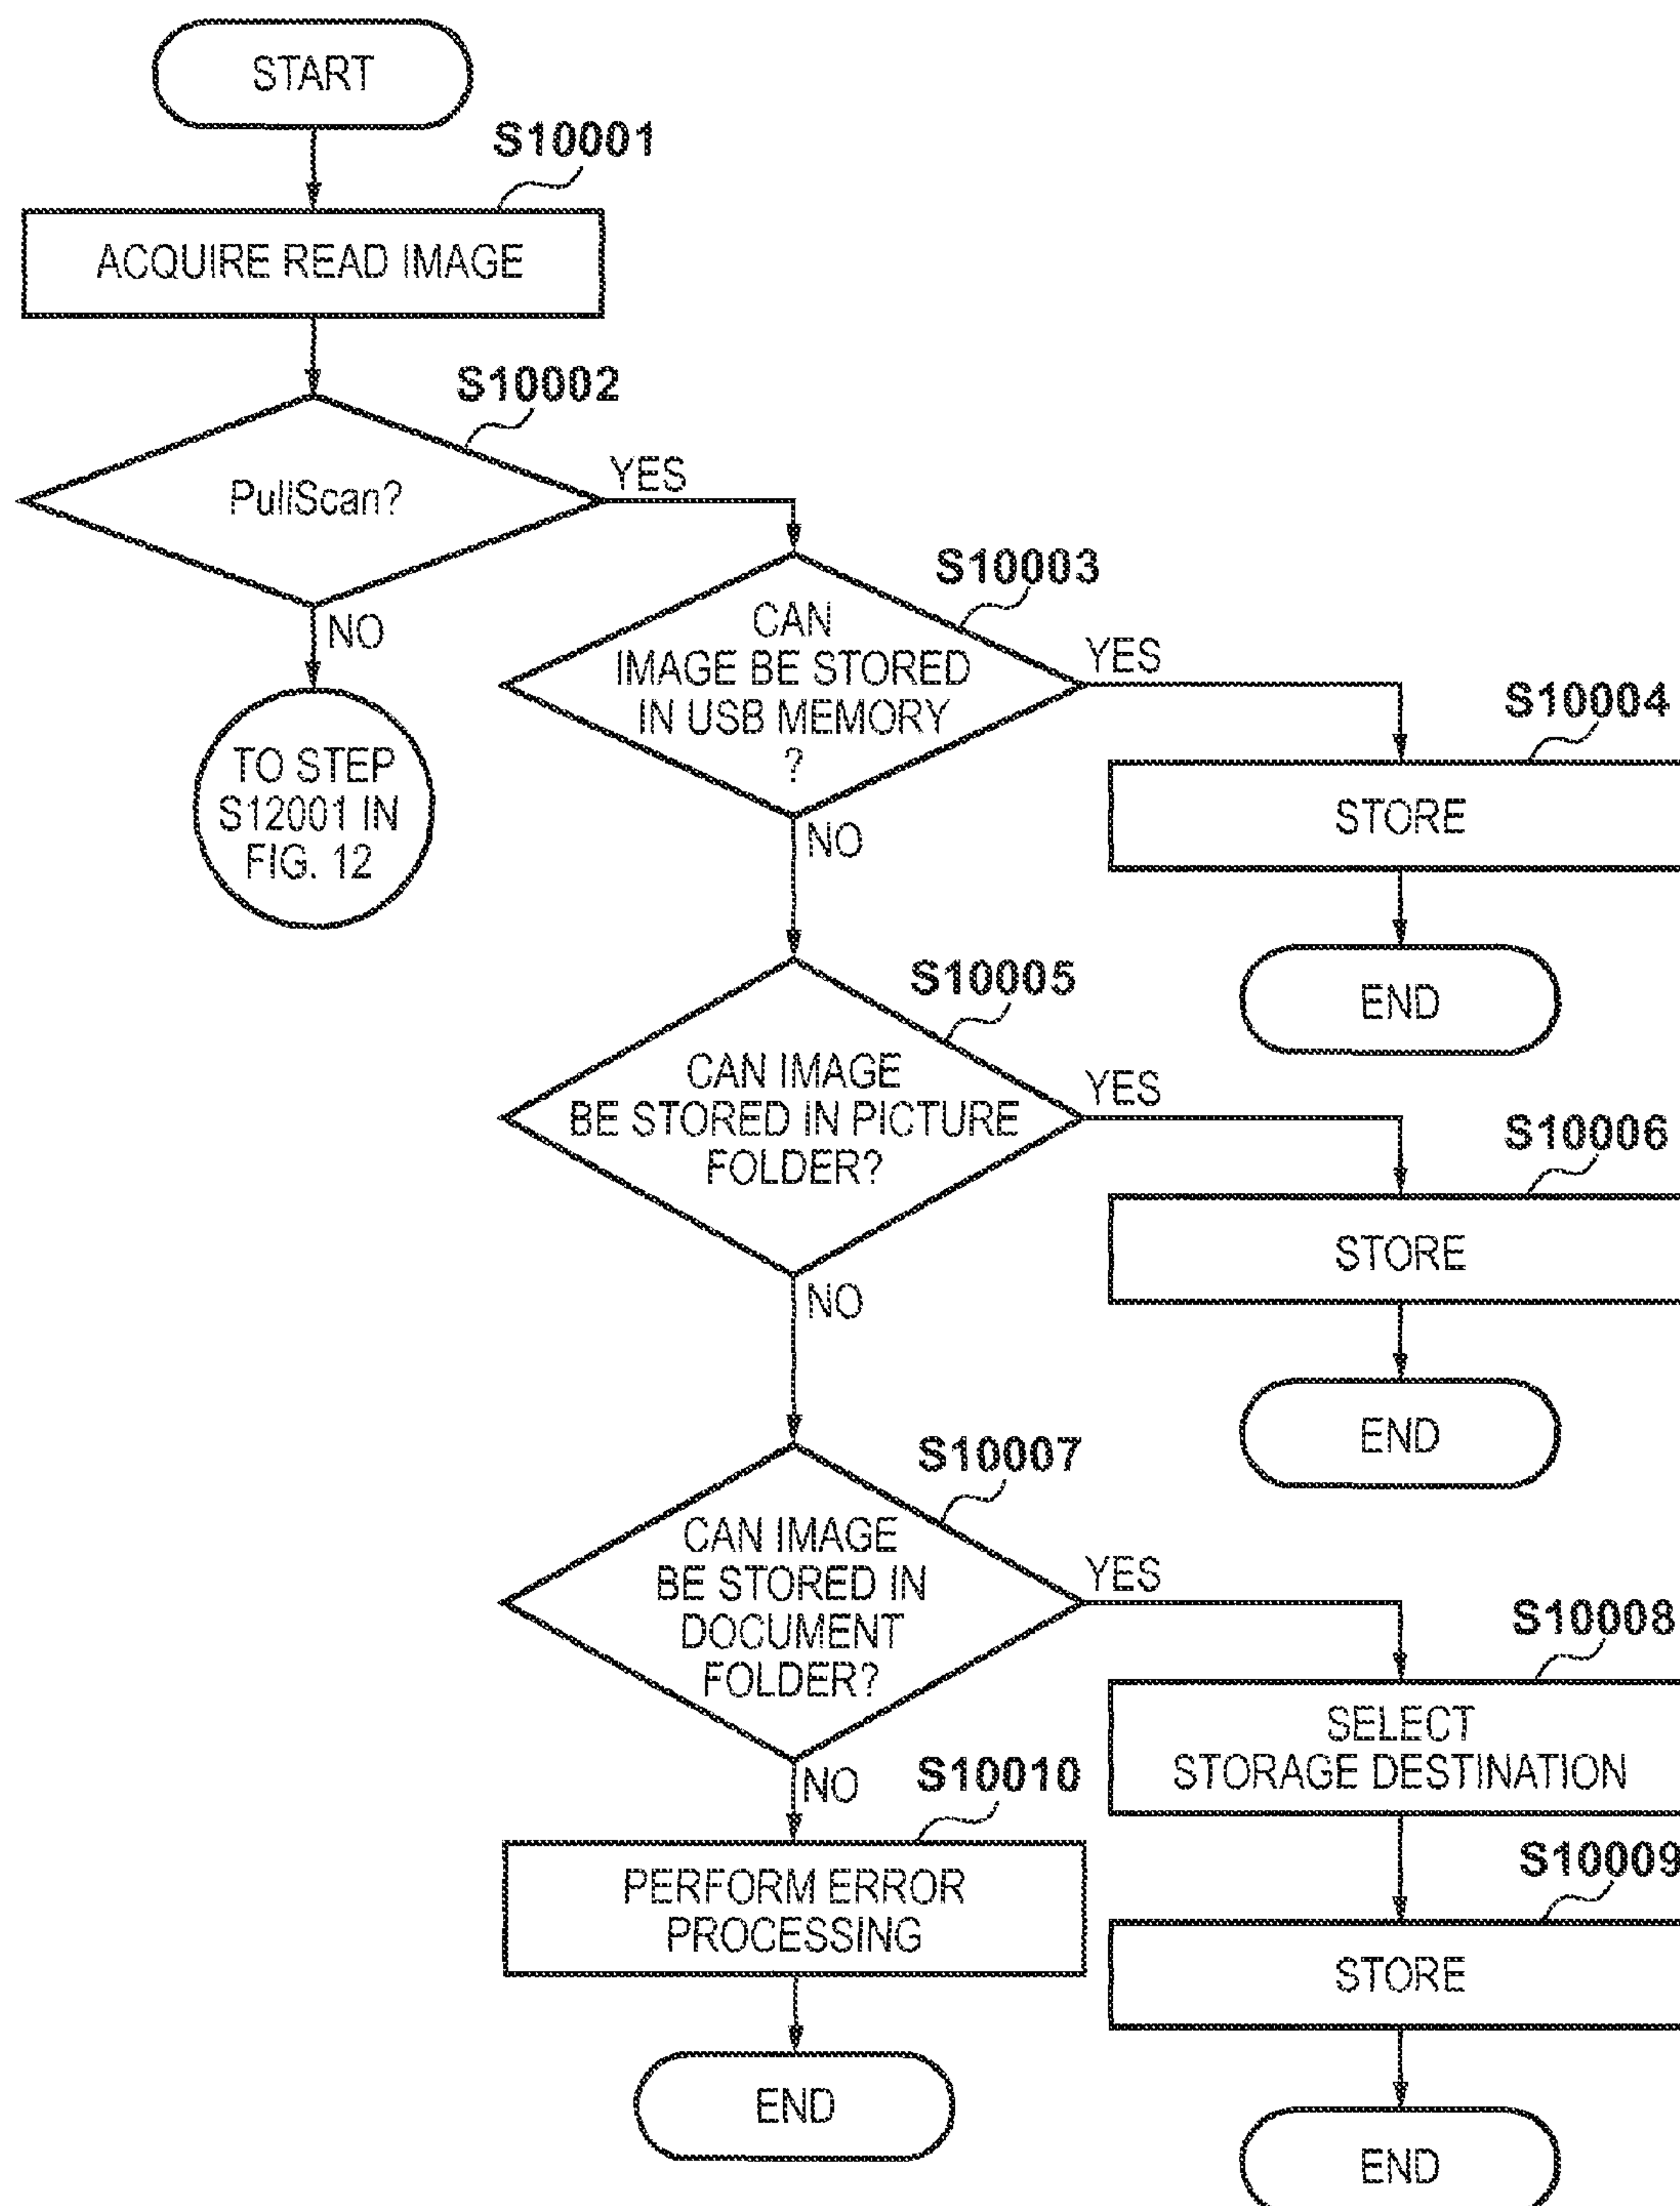 START
S10001
ACQUIRE READ IMAGE
S10002
PullScan?
YES
NO
TO STEP
S12001 IN
FIG. 12
S10003
CAN
IMAGE BE STORED
IN USB MEMORY
?
YES
NO
S10004
STORE
END
S10005
CAN IMAGE
BE STORED IN PICTURE
FOLDER?
YES
NO
S10006
STORE
END
S10007
CAN IMAGE
BE STORED IN
DOCUMENT
FOLDER?
YES
NO
S10008
SELECT
STORAGE DESTINATION
S10009
STORE
END
S10010
PERFORM ERROR
PROCESSING
END